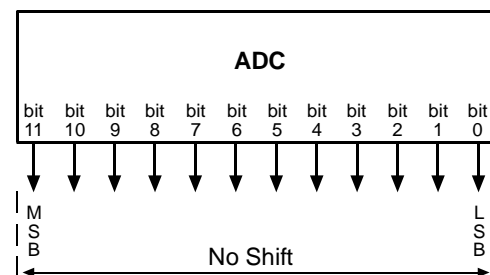 ADC
bit bit bit bit bit bit bit bit bit bit bit bit
11 10 9 8 7 6 5 4 3 2 1 0
M L
S S
B B
No Shift